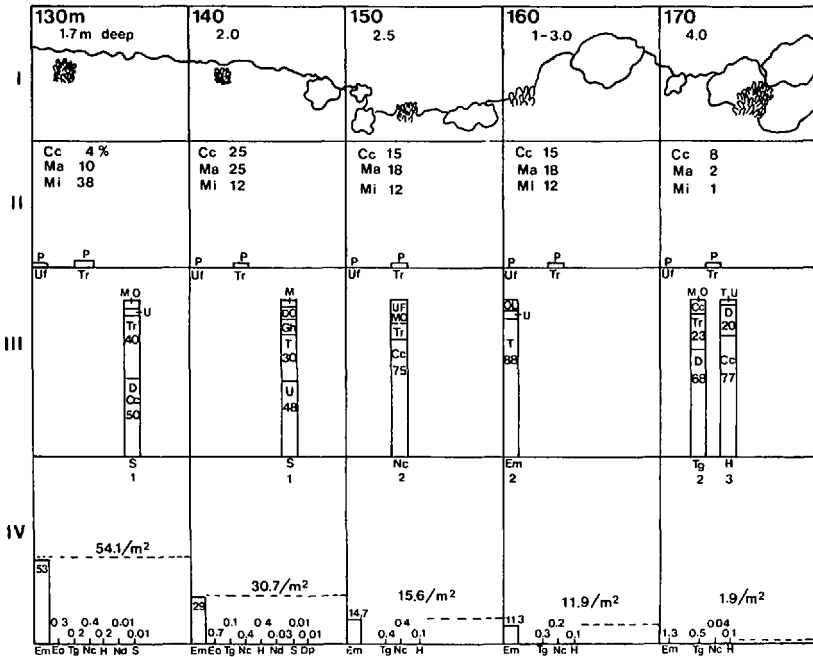 130m 140 150 160 170
1·7m deep 2.0 2.5 1-3.0 4.0
I
Cc 4% Cc 25 Cc 15 Cc 15 Cc 8
Ma 10 Ma 25 Ma 18 Ma 18 Ma 2
Mi 38 Mi 12 Mi 12 Mi 12 Mi 1
II
P P P P P P P P P
Uf Tr Uf Tr Uf Tr Uf Tr Uf Tr
M O M M O T, U
U DO UF OU U Cc D
Tr Gh MO Tr 20
40 T Tr T 23
III
30 Cc 88 D Cc
D U 75 68 77
Cc 48
50
S S Nc Em Tg H
1 1 2 2 2 3
IV
54.1/m2 30.7/m2 15.6/m2 11.9/m2 1.9/m2
53 29 14,7 11.3
0 3 0.4 0.01 0.1 0.4 0.01 0.4 0.2 0.04
0.2 0.2 0.01 0.7 0.4 0.03 0.01 0.4 0.1 0.3 0.1 1.3 0.5 0 1
Em Eo Tg Nc H Nd S Em Eo Tg Nc H Nd S Dp Em Tg Nc H Em Tg Nc H Em Tg Nc H